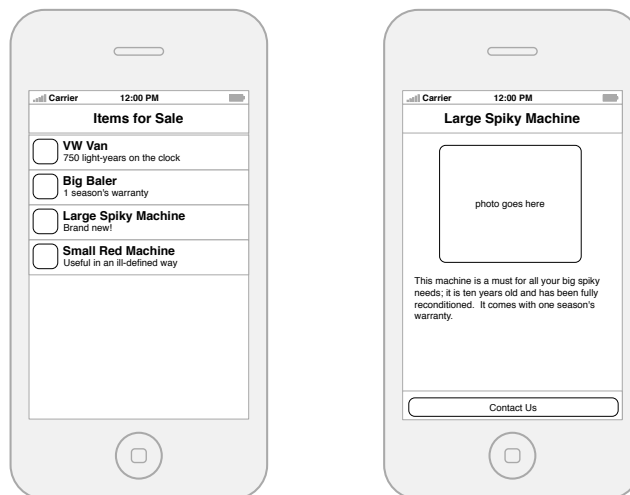 Carrier 12:00 PM
Items for Sale
VW Van
750 light-years on the clock
Big Baler
1 season's warranty
Large Spiky Machine
Brand new!
Small Red Machine
Useful in an ill-defined way
Carrier 12:00 PM
Large Spiky Machine
photo goes here
This machine is a must for all your big spiky
needs; it is ten years old and has been fully
reconditioned. It comes with one season's
warranty.
Contact Us